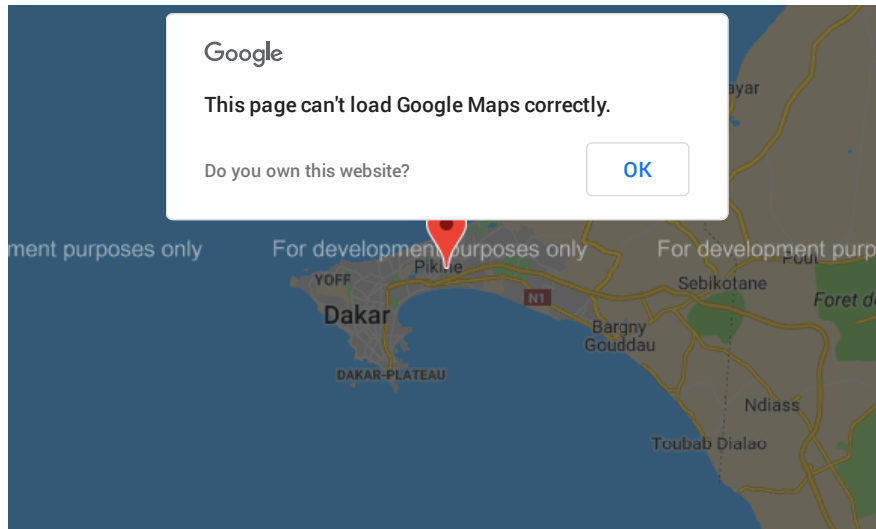 Google
This page can't load Google Maps correctly.
Do you own this website?
OK
ayar
ment purposes only
For development purposes only
For development purp
Pikine
Pout
YOFF
Sebikotane
N1
Foret d
Dakar
Bargny
Gouddau
DAKAR-PLATEAU
Ndiass
Toubab Dialao